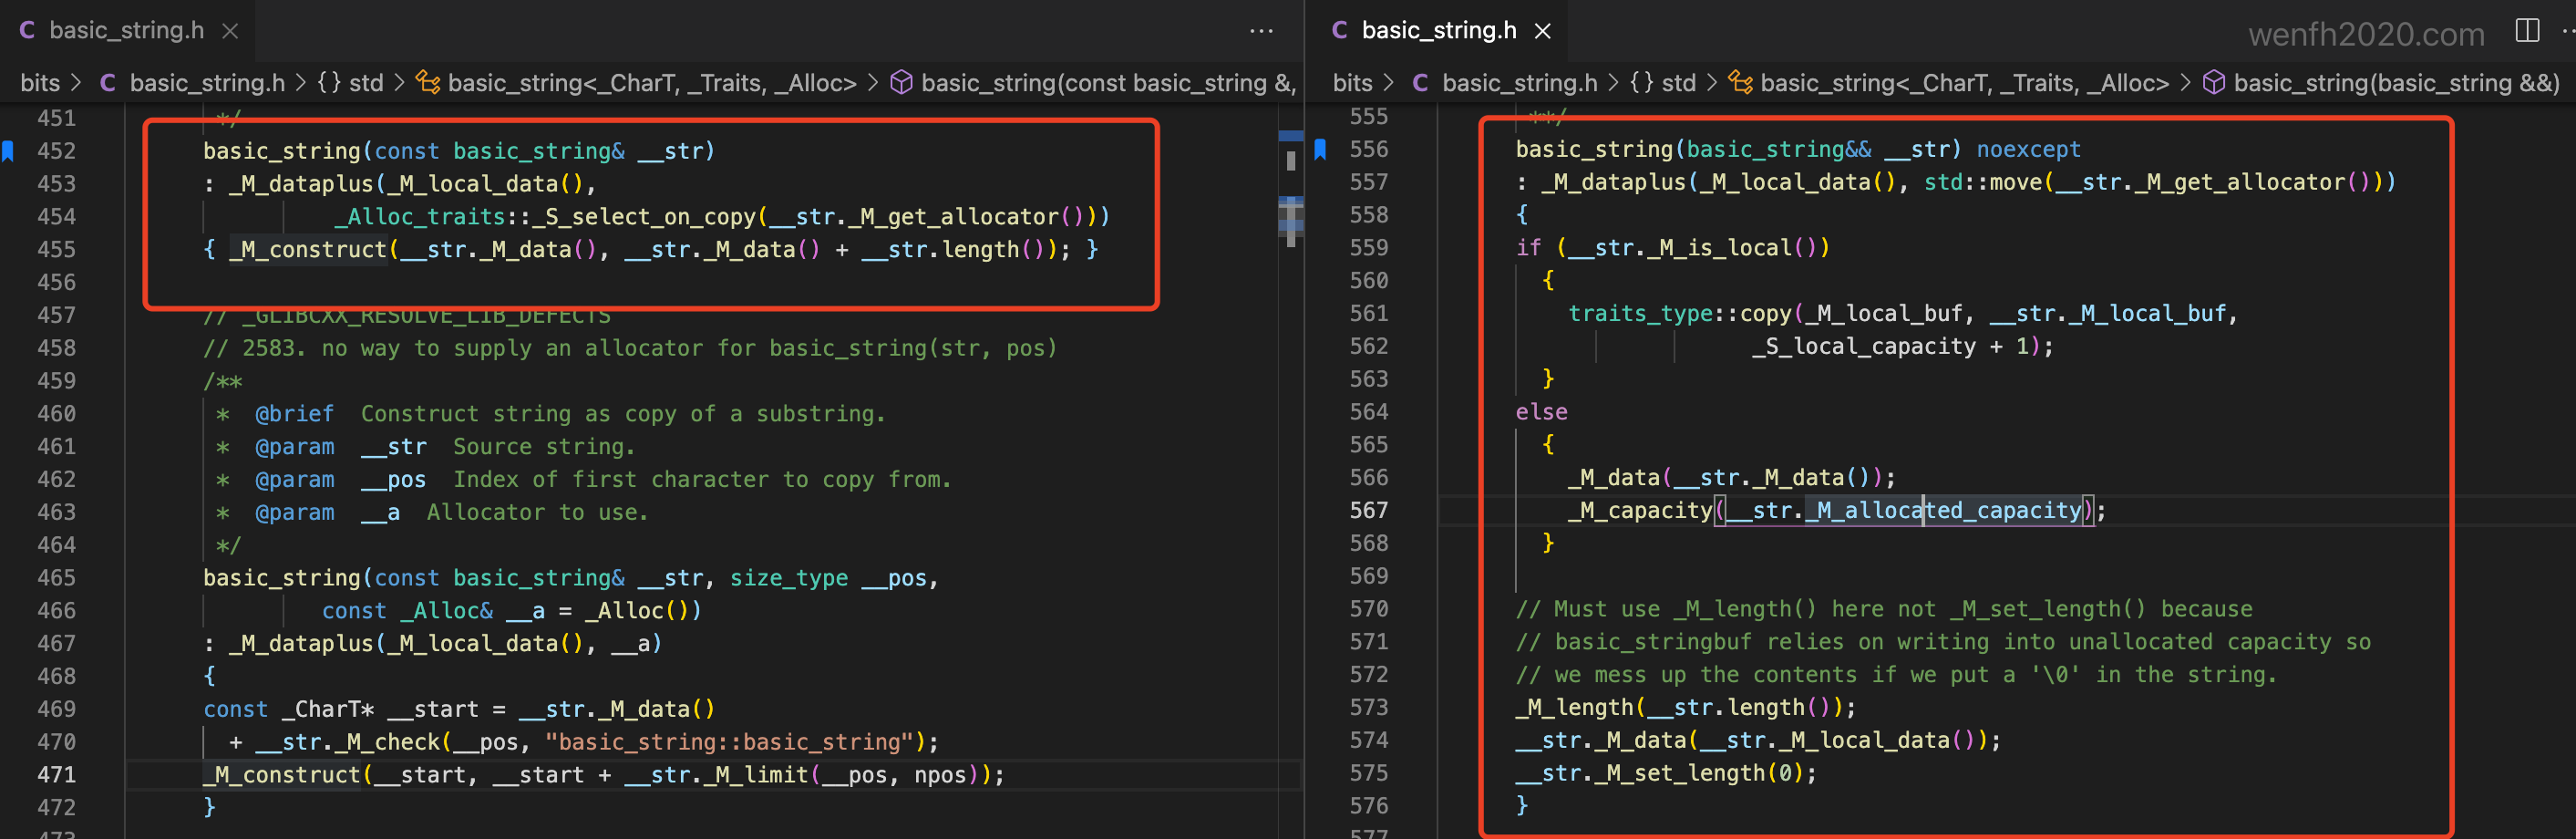 basic_string.h
bits > basic_string.h > {} std > basic_string<_CharT, _Traits, _Alloc> > basic_string(const basic_string &,
451 */
452 basic_string(const basic_string& __str)
453 : _M_dataplus(_M_local_data(),
454 _Alloc_traits::_S_select_on_copy(__str._M_get_allocator()))
455 { _M_construct(__str._M_data(), __str._M_data() + __str.length()); }
456
457 // _GLIBCXX_RESOLVE_LIB_DEFECTS
458 // 2583. no way to supply an allocator for basic_string(str, pos)
459 /**
460 * @brief Construct string as copy of a substring.
461 * @param __str Source string.
462 * @param __pos Index of first character to copy from.
463 * @param __a Allocator to use.
464 */
465 basic_string(const basic_string& __str, size_type __pos,
466 const _Alloc& __a = _Alloc())
467 : _M_dataplus(_M_local_data(), __a)
468 {
469 const _CharT* __start = __str._M_data()
470 + __str._M_check(__pos, "basic_string::basic_string");
471 _M_construct(__start, __start + __str._M_limit(__pos, npos));
472 }
473
basic_string.h
wenfh2020.com
bits > basic_string.h > {} std > basic_string<_CharT, _Traits, _Alloc> > basic_string(basic_string &&)
555 **/
556 basic_string(basic_string&& __str) noexcept
557 : _M_dataplus(_M_local_data(), std::move(__str._M_get_allocator()))
558 {
559 if (__str._M_is_local())
560 {
561 traits_type::copy(_M_local_buf, __str._M_local_buf,
562 _S_local_capacity + 1);
563 }
564 else
565 {
566 _M_data(__str._M_data());
567 _M_capacity(__str._M_allocated_capacity);
568 }
569
570 // Must use _M_length() here not _M_set_length() because
571 // basic_stringbuf relies on writing into unallocated capacity so
572 // we mess up the contents if we put a '\0' in the string.
573 _M_length(__str.length());
574 __str._M_data(__str._M_local_data());
575 __str._M_set_length(0);
576 }
577